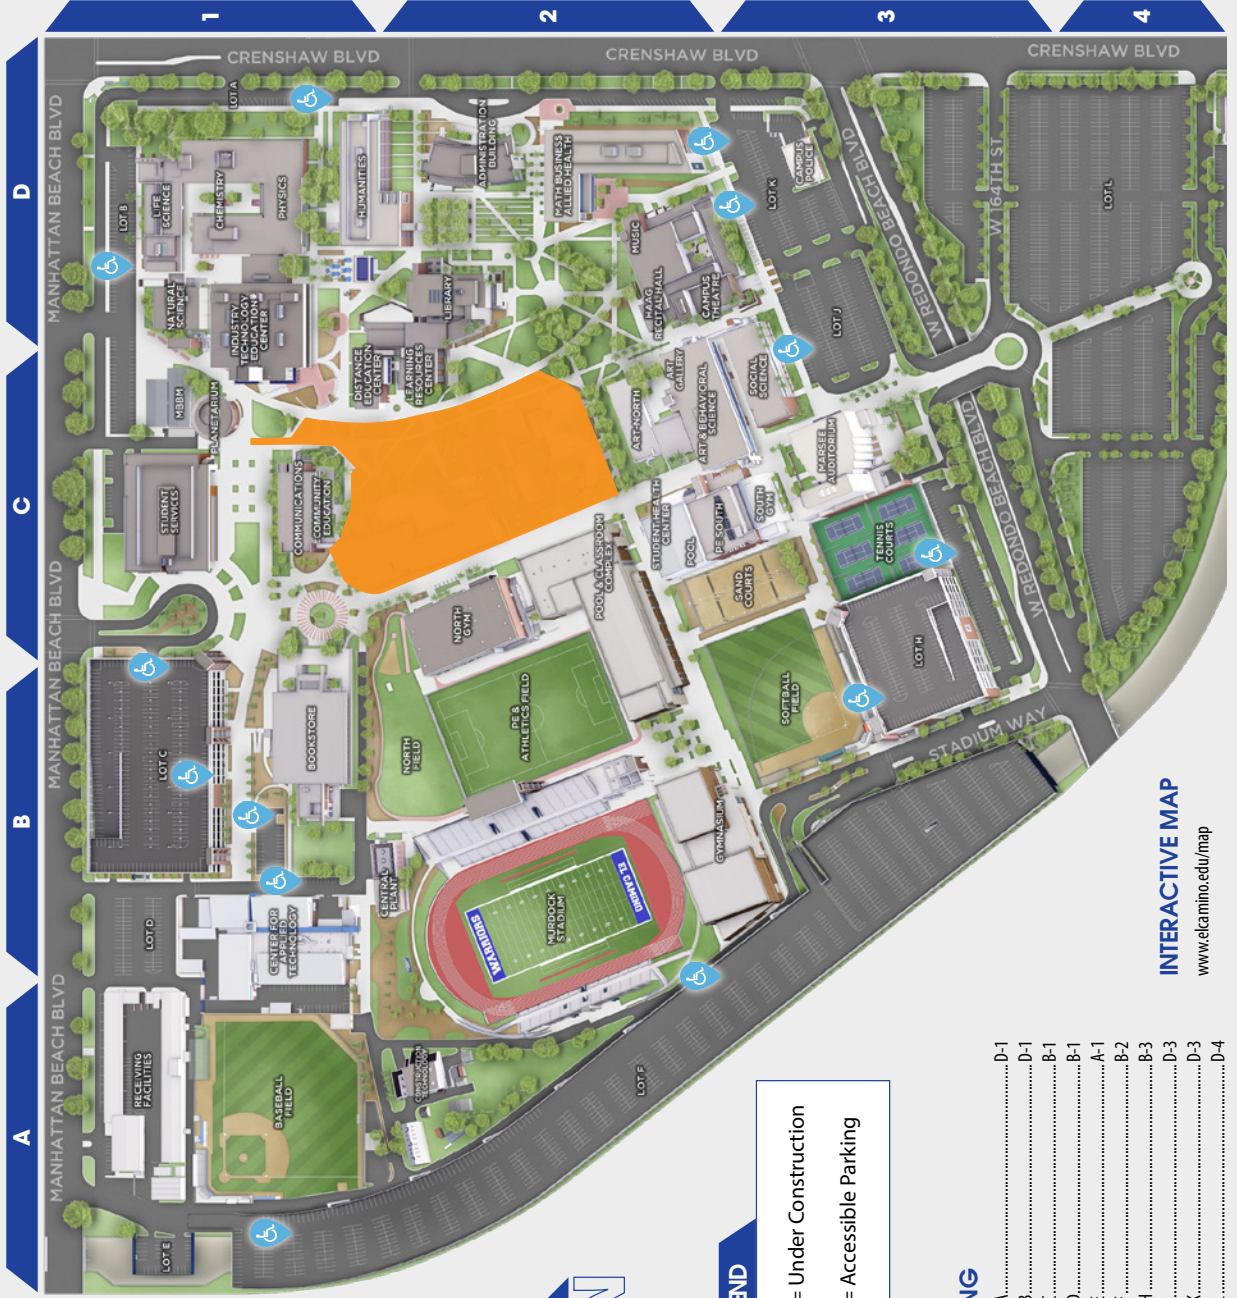 1
2
3
4
D
C
B
A
CRENSHAW BLVD
CRENSHAW BLVD
CRENSHAW BLVD
MANHATTAN BEACH BLVD
MANHATTAN BEACH BLVD
MANHATTAN BEACH BLVD
MANHATTAN BEACH BLVD
LOT A
LOT B
LIFE
SCIENCE
CHEMISTRY
PHYSICS
HUMANITIES
ADMINISTRATION
BUILDING
MATH BUSINESS
ALLIED HEALTH
MUSIC
LOT K
CAMPUS
POLICE
W REDONDO BEACH BLVD
W 164TH ST
LOT L
NATURAL
SCIENCE
INDUSTRY
TECHNOLOGY
EDUCATION
CENTER
LIBRARY
HAAG
RECITAL HALL
CAMPUS
THEATRE
LOT J
MBBM
PLANETARIUM
DISTANCE
EDUCATION
CENTER
LEARNING
RESOURCES
CENTER
ART-NORTH
ART
GALLERY
ART & BEHAVIORAL
SCIENCE
SOCIAL
SCIENCE
MARSEE
AUDITORIUM
STUDENT
SERVICES
COMMUNICATIONS
COMMUNITY
EDUCATION
POOL & CLASSROOM
COMPLEX
STUDENT HEALTH
CENTER
POOL
PE SOUTH
SOUTH
GYM
TENNIS
COURTS
W REDONDO BEACH BLVD
NORTH
GYM
SAND
COURTS
LOT H
LOT C
BOOKSTORE
NORTH
FIELD
PE &
ATHLETICS FIELD
SOFTBALL
FIELD
STADIUM WAY
LOT D
CENTER FOR
APPLIED
TECHNOLOGY
CENTRAL
PLANT
WARRIORS
MURDOCK
STADIUM
EL CAMINO
GYMNASIUM
RECEIVING
FACILITIES
BASEBALL
FIELD
CONSTRUCTION
TECHNOLOGY
LOT F
LOT E
INTERACTIVE MAP
www.elcamino.edu/map
= Under Construction
= Accessible Parking
D-1
D-1
B-1
B-1
A-1
B-2
B-3
D-3
D-3
D-4